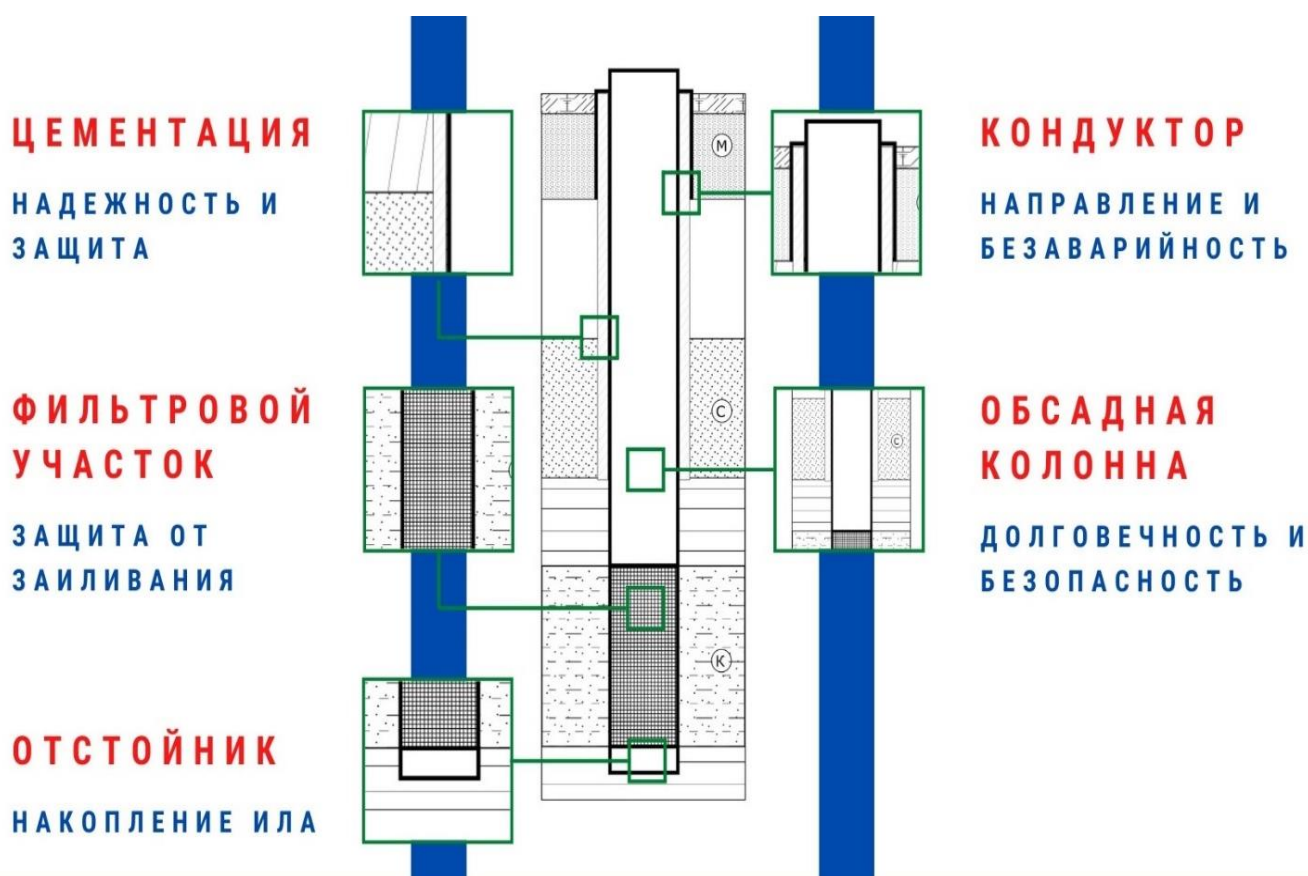 ЦЕМЕНТАЦИЯ
НАДЕЖНОСТЬ И
ЗАЩИТА
ФИЛЬТРОВОЙ
УЧАСТОК
ЗАЩИТА ОТ
ЗАИЛИВАНИЯ
ОТСТОЙНИК
НАКОПЛЕНИЕ ИЛА
М
С
К
КОНДУКТОР
НАПРАВЛЕНИЕ И
БЕЗАВАРИЙНОСТЬ
С
ОБСАДНАЯ
КОЛОННА
ДОЛГОВЕЧНОСТЬ И
БЕЗОПАСНОСТЬ